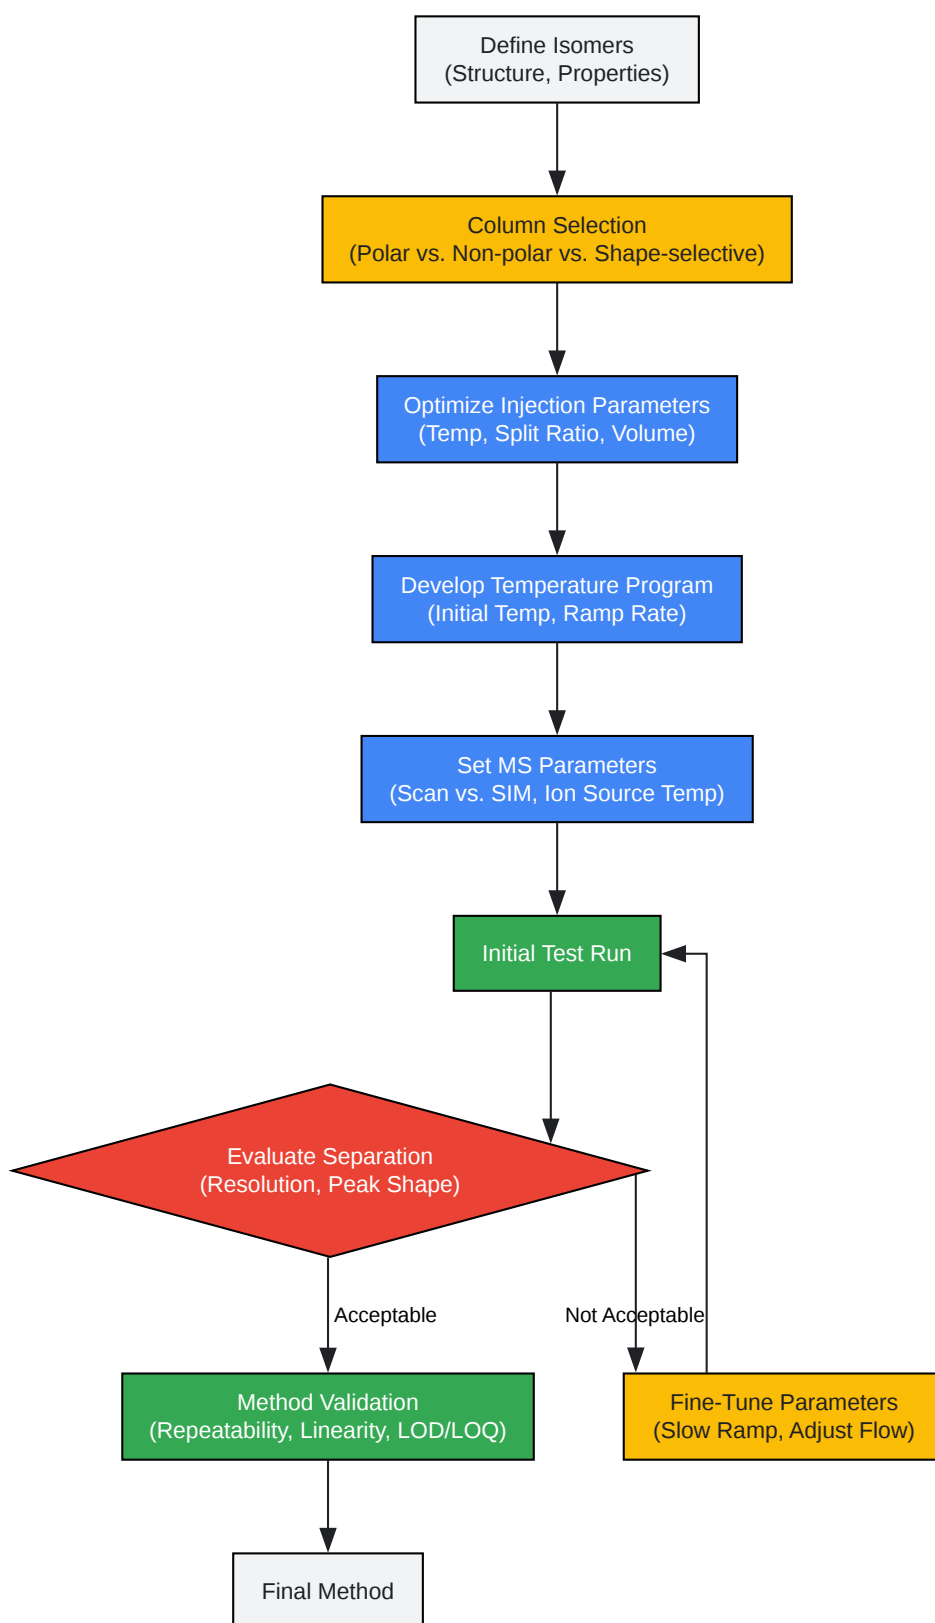 Define Isomers
(Structure, Properties)
Column Selection
(Polar vs. Non-polar vs. Shape-selective)
Optimize Injection Parameters
(Temp, Split Ratio, Volume)
Develop Temperature Program
(Initial Temp, Ramp Rate)
Set MS Parameters
(Scan vs. SIM, Ion Source Temp)
Initial Test Run
Evaluate Separation
(Resolution, Peak Shape)
Acceptable
Not Acceptable
Method Validation
(Repeatability, Linearity, LOD/LOQ)
Fine-Tune Parameters
(Slow Ramp, Adjust Flow)
Final Method